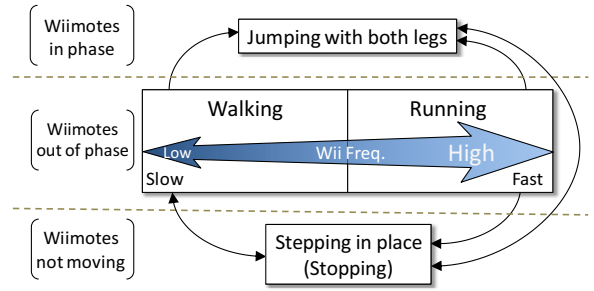 Wiimotes
in phase
Jumping with both legs
Wiimotes
out of phase
Walking
Running
Low
Wii Freq.
High
Slow
Fast
Wiimotes
not moving
Stepping in place
(Stopping)